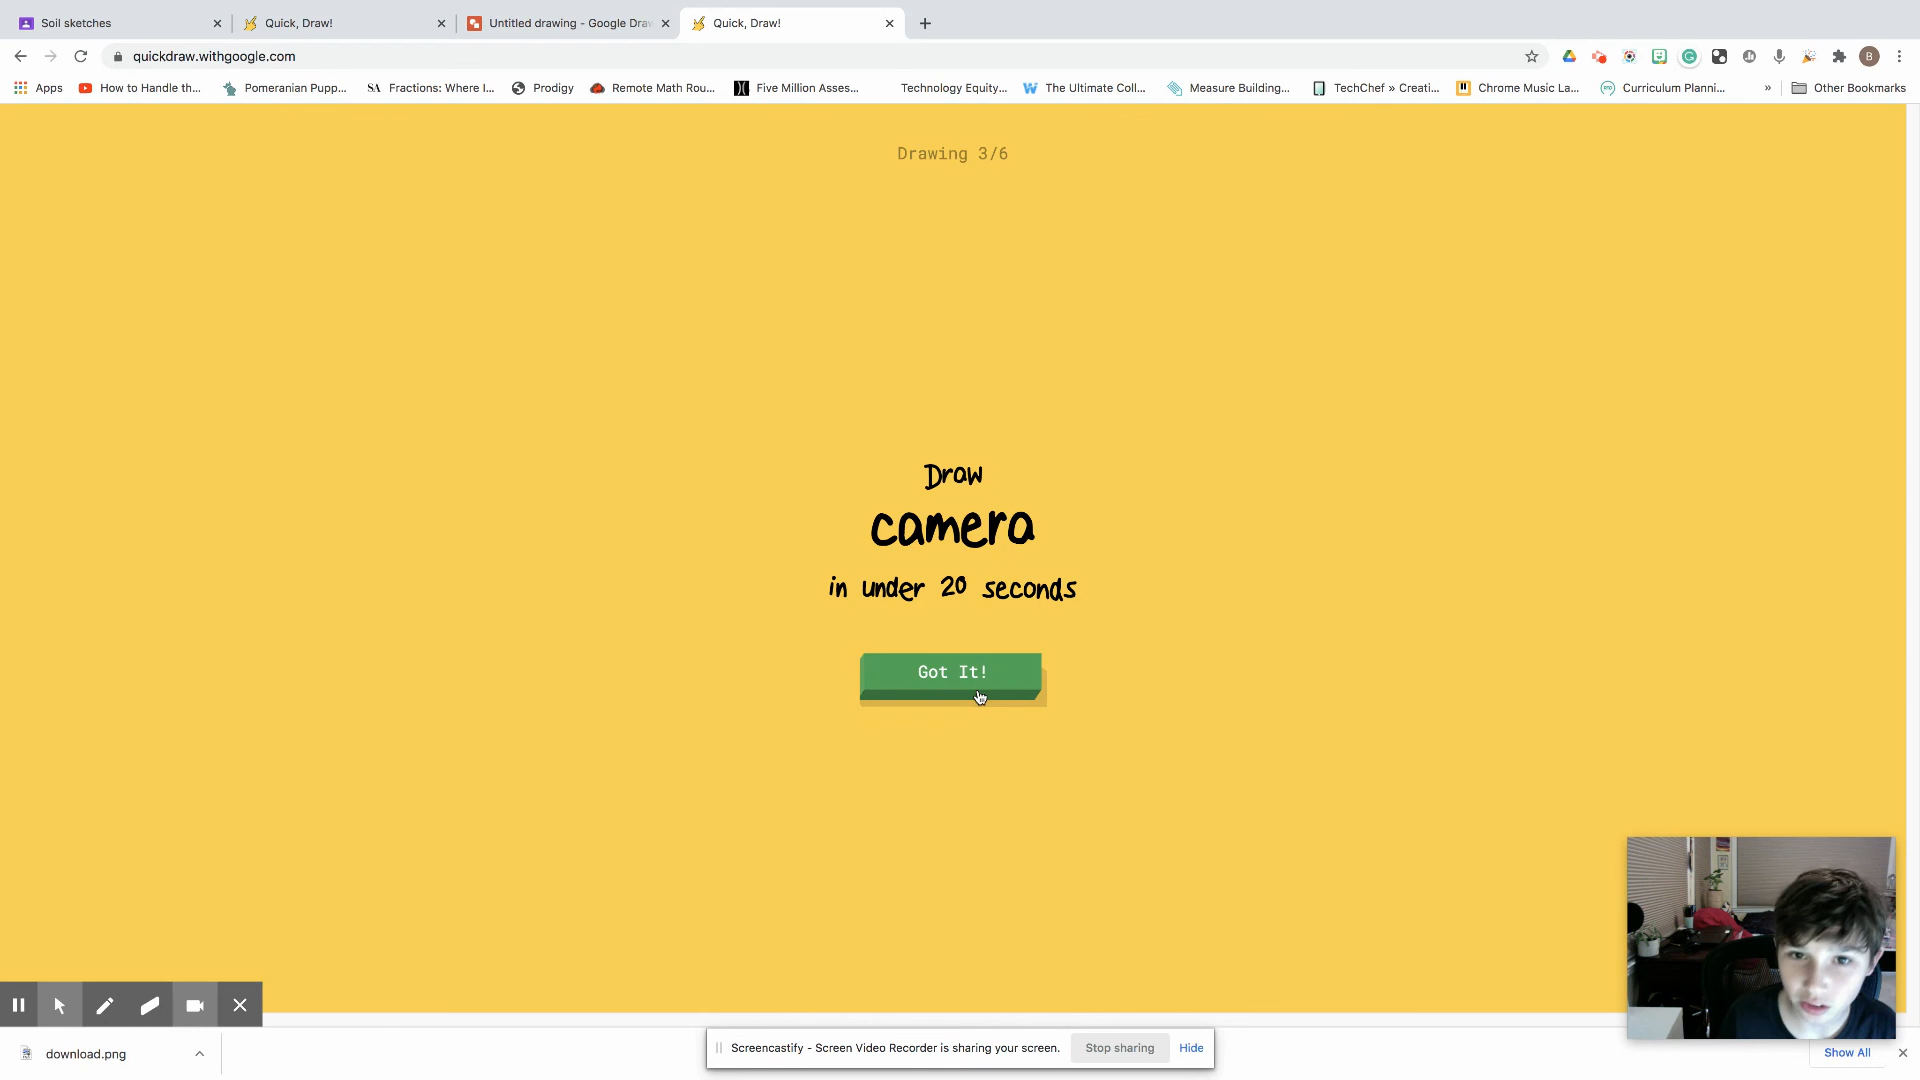 Soil sketches
Quick, Draw!
Untitled drawing - Google Draw
Quick, Draw!
quickdraw.withgoogle.com
B
Apps
How to Handle th...
Pomeranian Pupp...
SA Fractions: Where I...
Prodigy
Remote Math Rou...
Five Million Asses...
Technology Equity...
The Ultimate Coll...
Measure Building...
TechChef » Creati...
Chrome Music La...
Curriculum Planni...
»
Other Bookmarks
Drawing 3/6
Draw
camera
in under 20 seconds
Got It!
download.png
Screencastify - Screen Video Recorder is sharing your screen.
Stop sharing
Hide
Show All